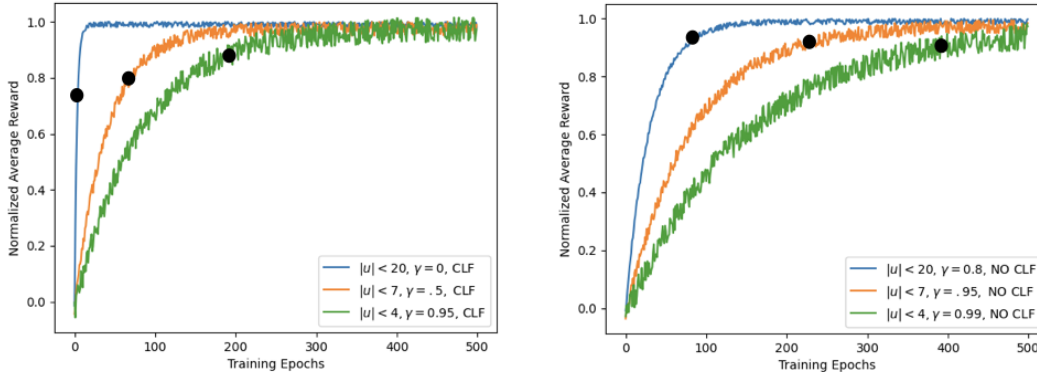 1.0
0.8
0.6
0.4
0.2
0.0
Normalized Average Reward
0 100 200 300 400 500
Training Epochs
|u| < 20, γ = 0, CLF
|u| < 7, γ = .5, CLF
|u| < 4, γ = 0.95, CLF
1.0
0.8
0.6
0.4
0.2
0.0
Normalized Average Reward
0 100 200 300 400 500
Training Epochs
|u| < 20, γ = 0.8, NO CLF
|u| < 7, γ = .95, NO CLF
|u| < 4, γ = 0.99, NO CLF